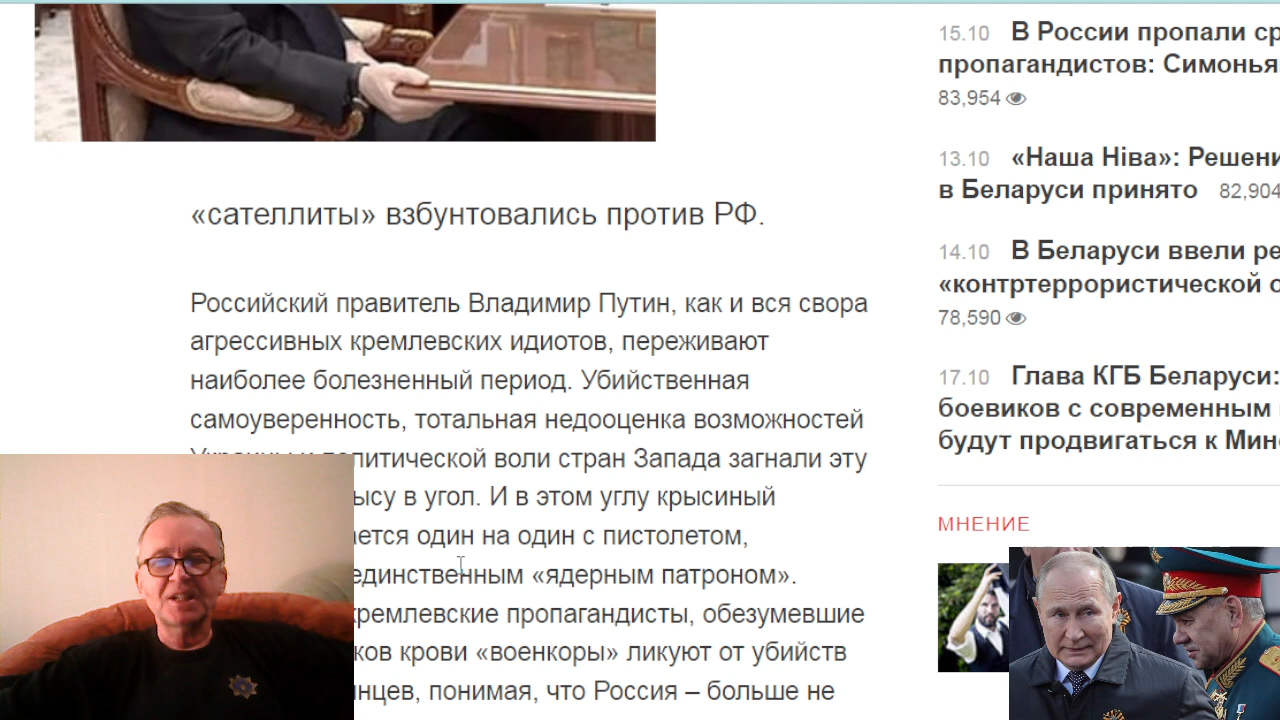 «сателлиты» взбунтовались против РФ.
Российский правитель Владимир Путин, как и вся свора
агрессивных кремлевских идиотов, переживают
наиболее болезненный период. Убийственная
самоуверенность, тотальная недооценка возможностей
политической воли стран Запада загнали эту
в угол. И в этом углу крысиный
один на один с пистолетом,
единственным «ядерным патроном».
кремлевские пропагандисты, обезумевшие
крови «военкоры» ликуют от убийств
понимая, что Россия – больше не
15.10 В России пропали
пропагандистов:
83,954
13.10 «Наша Ніва»:
в Беларуси принято 82,904
14.10 В Беларуси ввели
«контртеррористической
78,590
17.10 Глава КГБ Беларуси:
боевиков с современным
будут продвигаться к
МНЕНИЕ